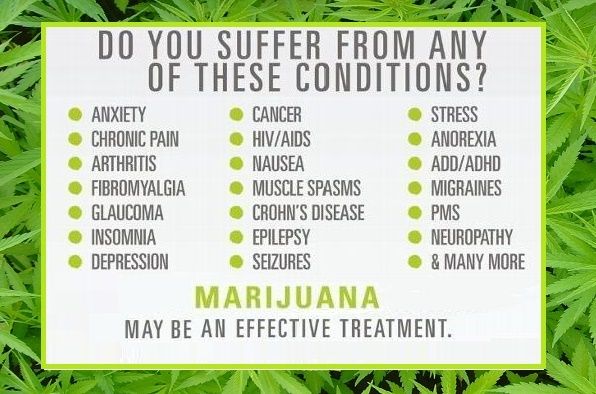 DO YOU SUFFER FROM ANY
OF THESE CONDITIONS?
ANXIETY
CHRONIC PAIN
ARTHRITIS
FIBROMYALGIA
GLAUCOMA
INSOMNIA
DEPRESSION
CANCER
HIV/AIDS
NAUSEA
MUSCLE SPASMS
CROHN'S DISEASE
EPILEPSY
SEIZURES
STRESS
ANOREXIA
ADD/ADHD
MIGRAINES
PMS
NEUROPATHY
& MANY MORE
MARIJUANA
MAY BE AN EFFECTIVE TREATMENT.